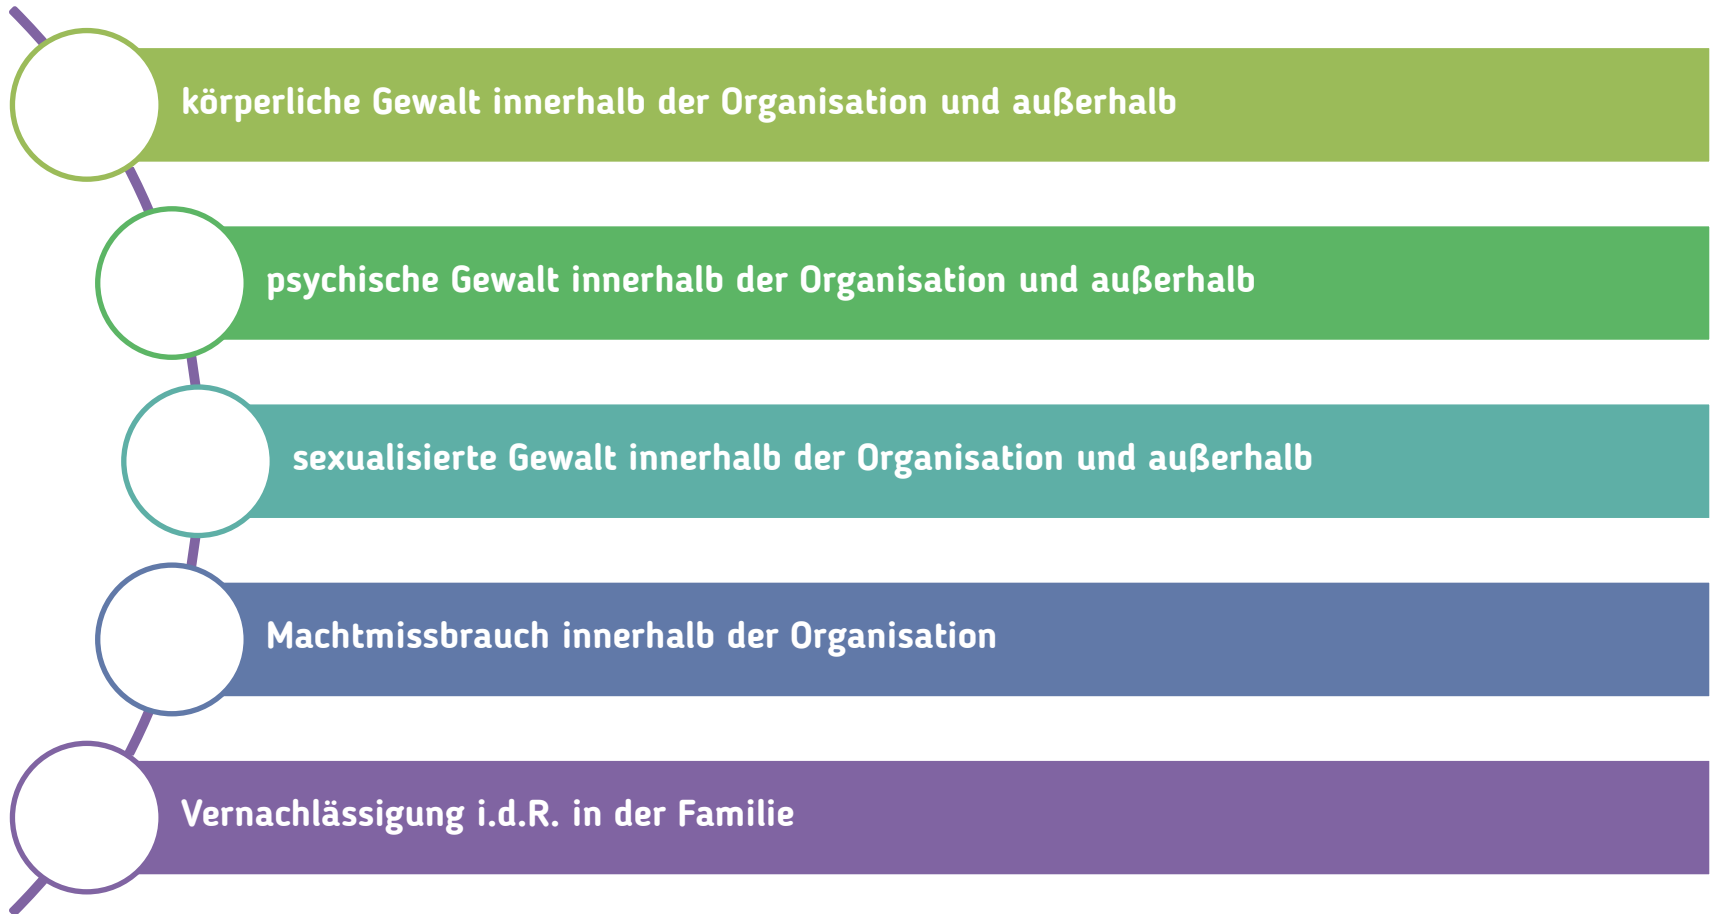 körperliche Gewalt innerhalb der Organisation und außerhalb
psychische Gewalt innerhalb der Organisation und außerhalb
sexualisierte Gewalt innerhalb der Organisation und außerhalb
Machtmissbrauch innerhalb der Organisation
Vernachlässigung i.d.R. in der Familie